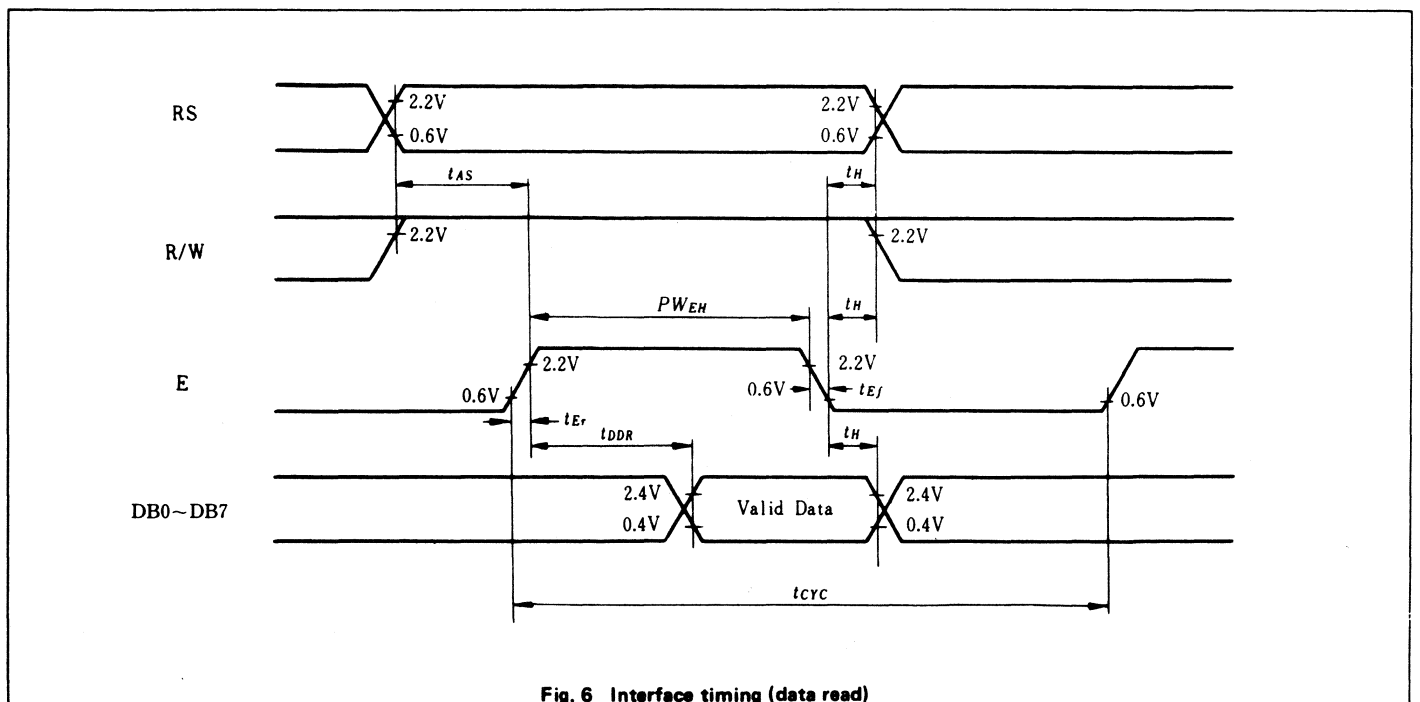 RS
2.2V
0.6V
2.2V
0.6V
tAS
tH
R/W
2.2V
2.2V
PWEH
tH
E
2.2V
2.2V
0.6V
0.6V
tEf
0.6V
tEr
tDDR
tH
DB0~DB7
2.4V
0.4V
Valid Data
2.4V
0.4V
tCYC
Fig. 6 Interface timing (data read)